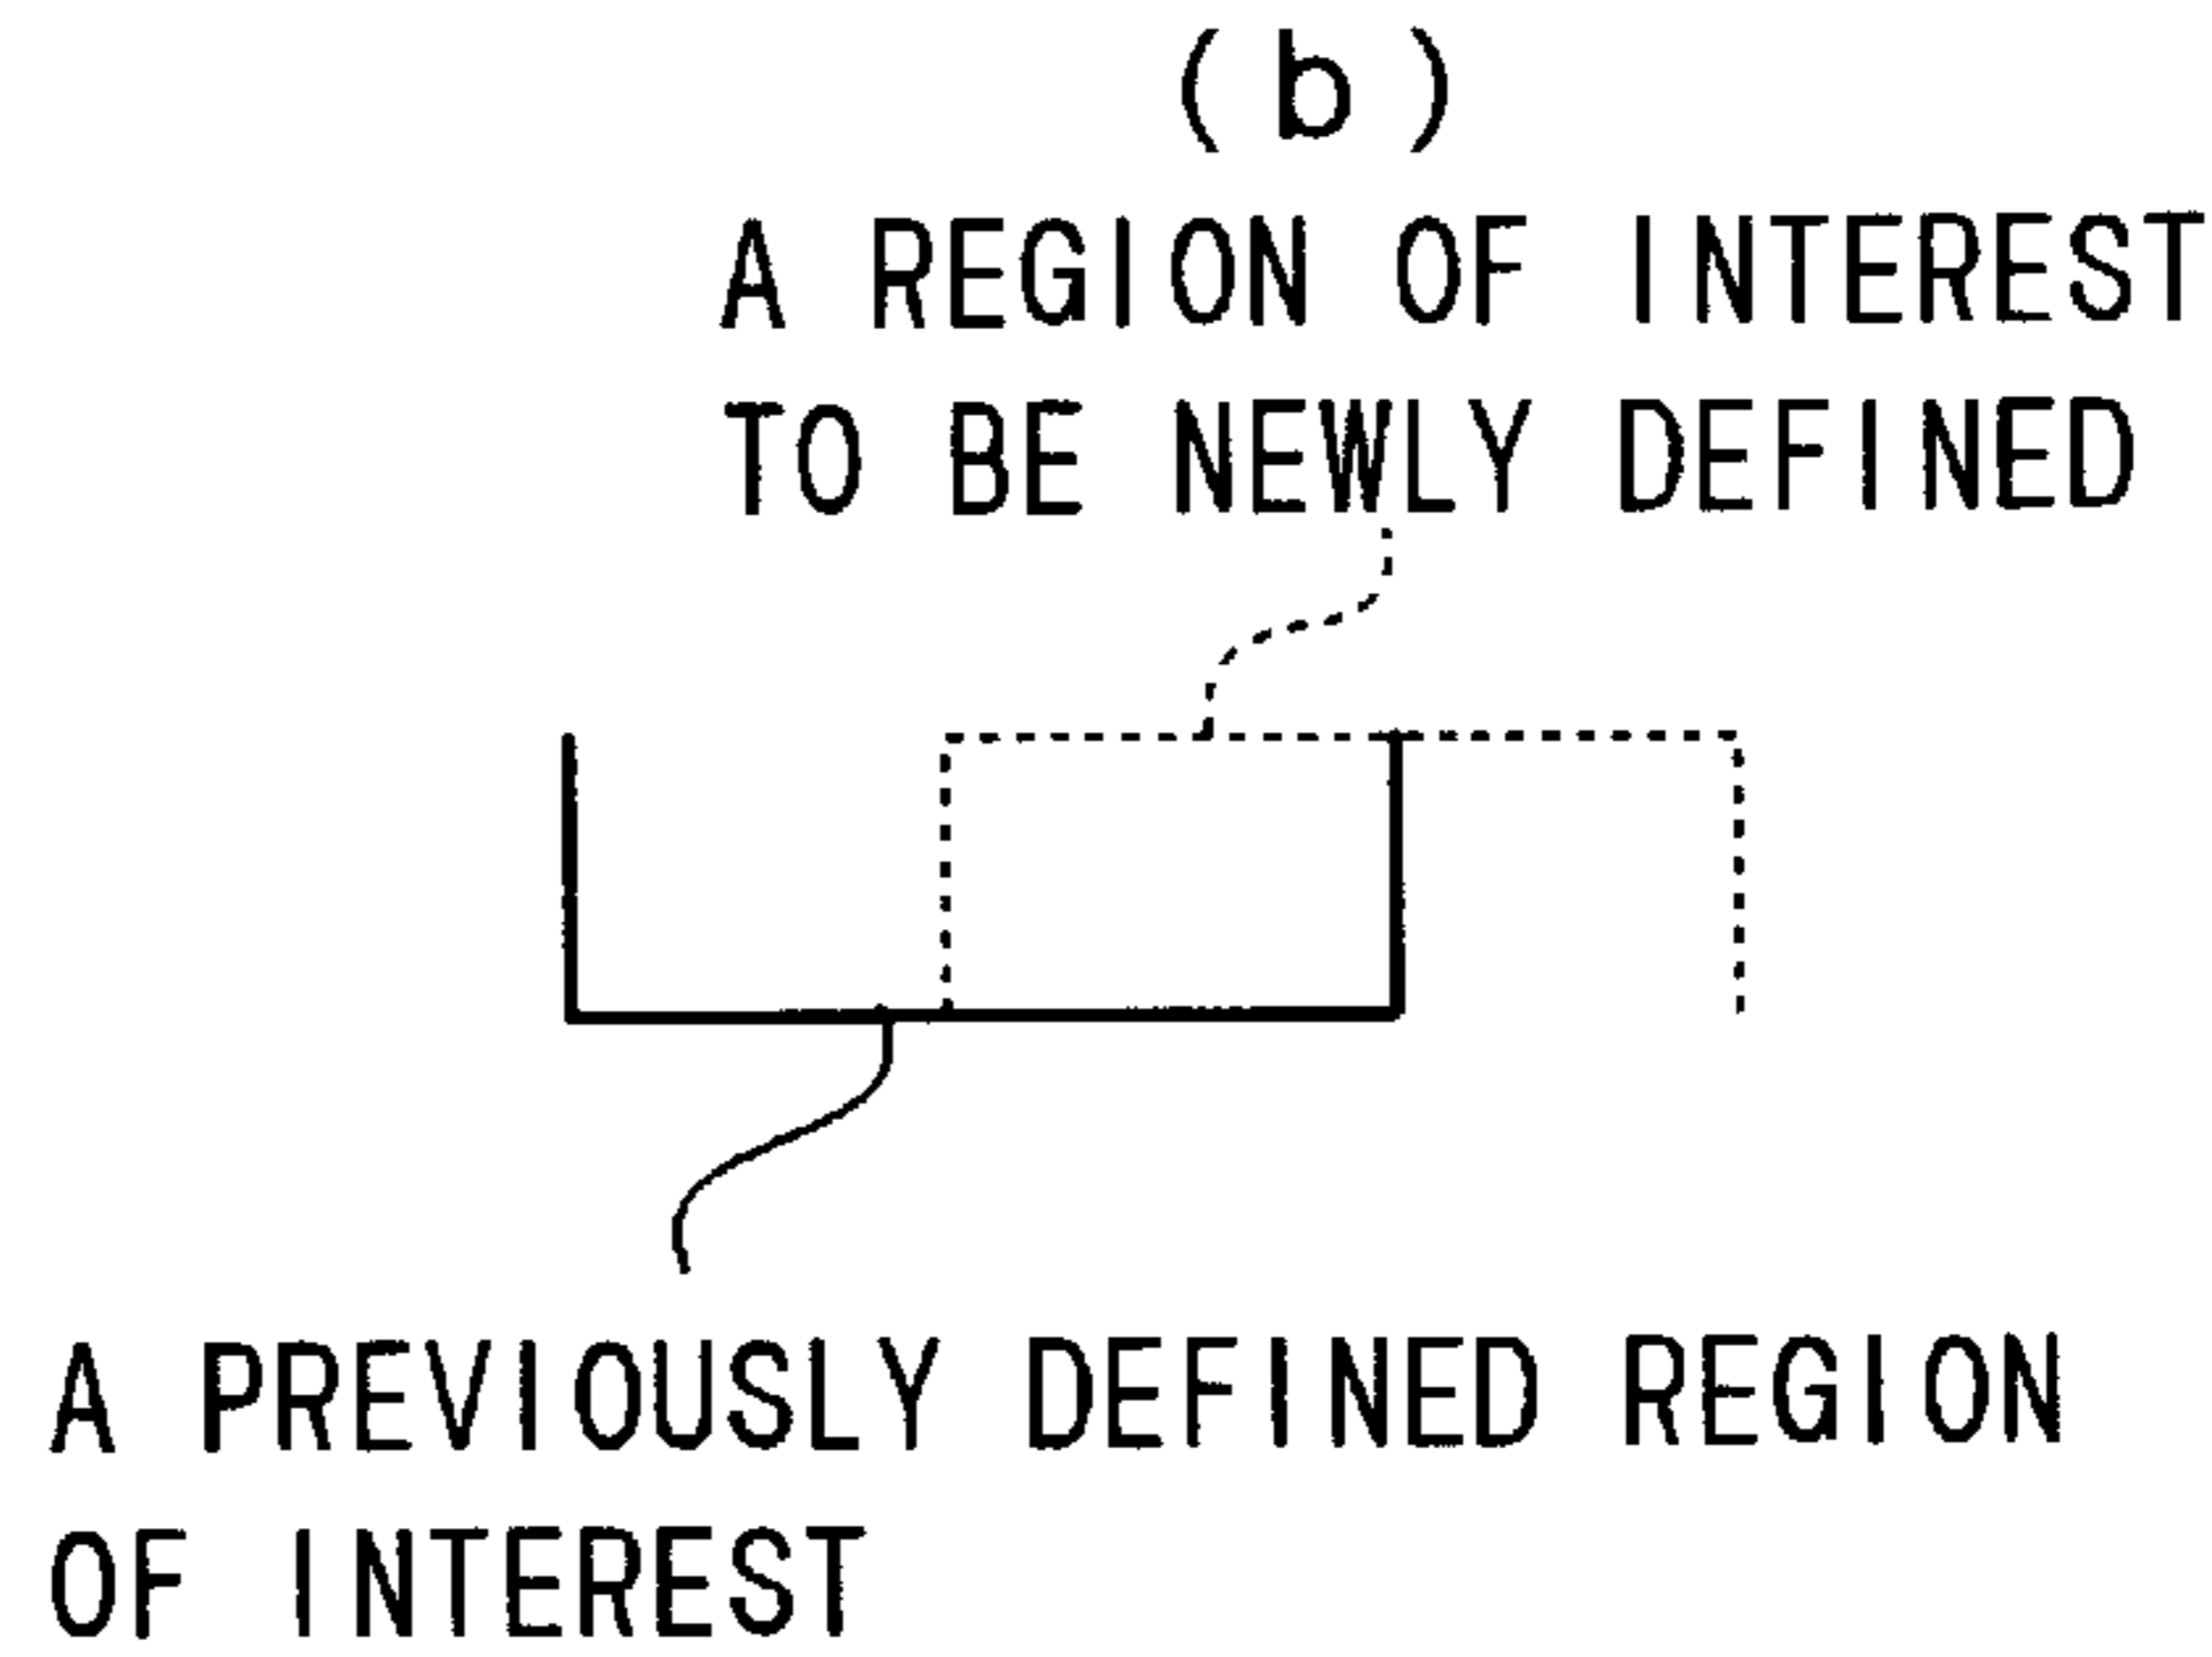 (b)
A REGION OF INTEREST
TO BE NEWLY DEFINED
A PREVIOUSLY DEFINED REGION
OF INTEREST